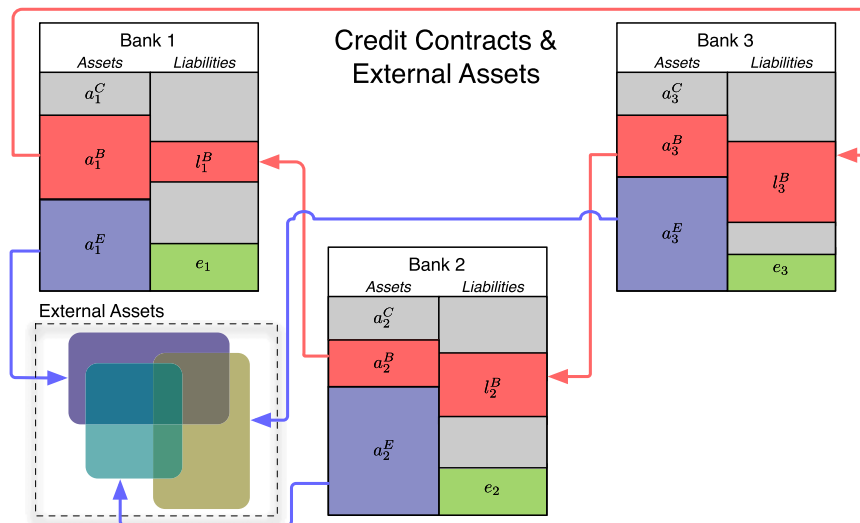 Credit Contracts &
External Assets
Bank 1
Assets Liabilities
a_1^C
a_1^B l_1^B
a_1^E
e_1
Bank 3
Assets Liabilities
a_3^C
a_3^B
l_3^B
a_3^E
e_3
Bank 2
Assets Liabilities
a_2^C
a_2^B
l_2^B
a_2^E
e_2
External Assets